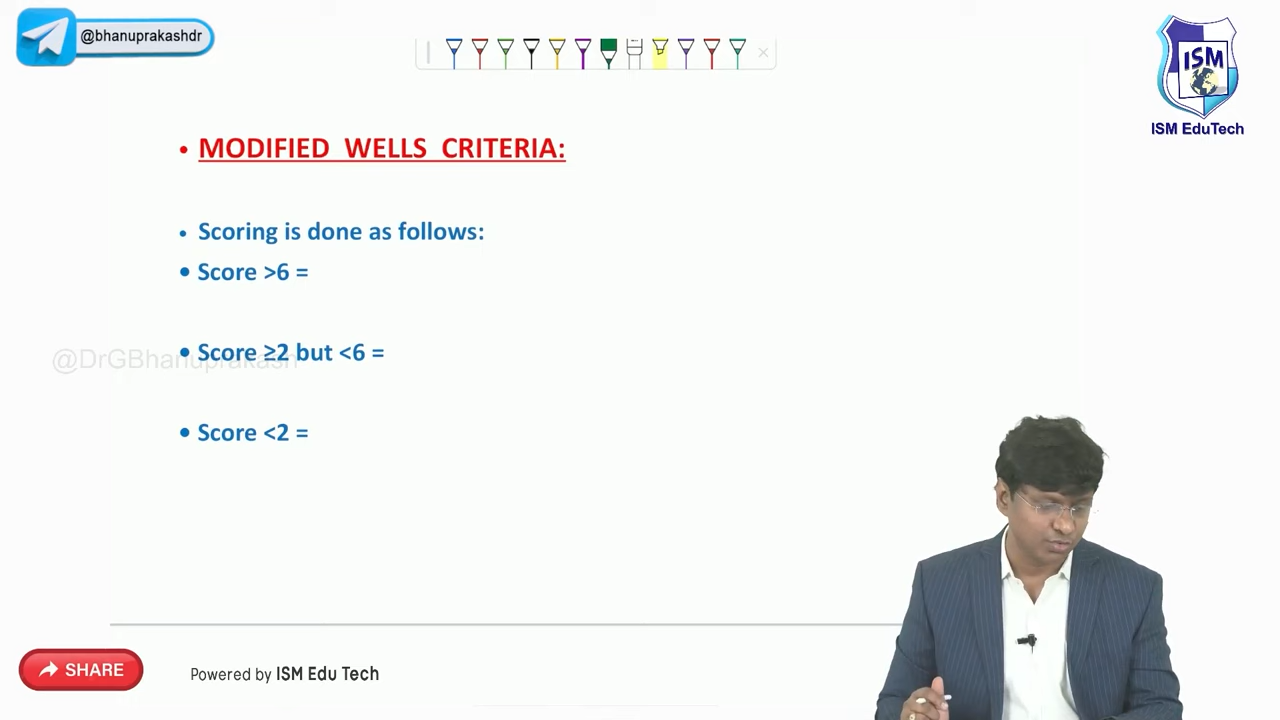 @bhanuprakashdr
ISM
ISM EduTech
• MODIFIED WELLS CRITERIA:
• Scoring is done as follows:
• Score >6 =
@DrGBhanuprakash
• Score ≥2 but <6 =
• Score <2 =
SHARE
Powered by ISM Edu Tech